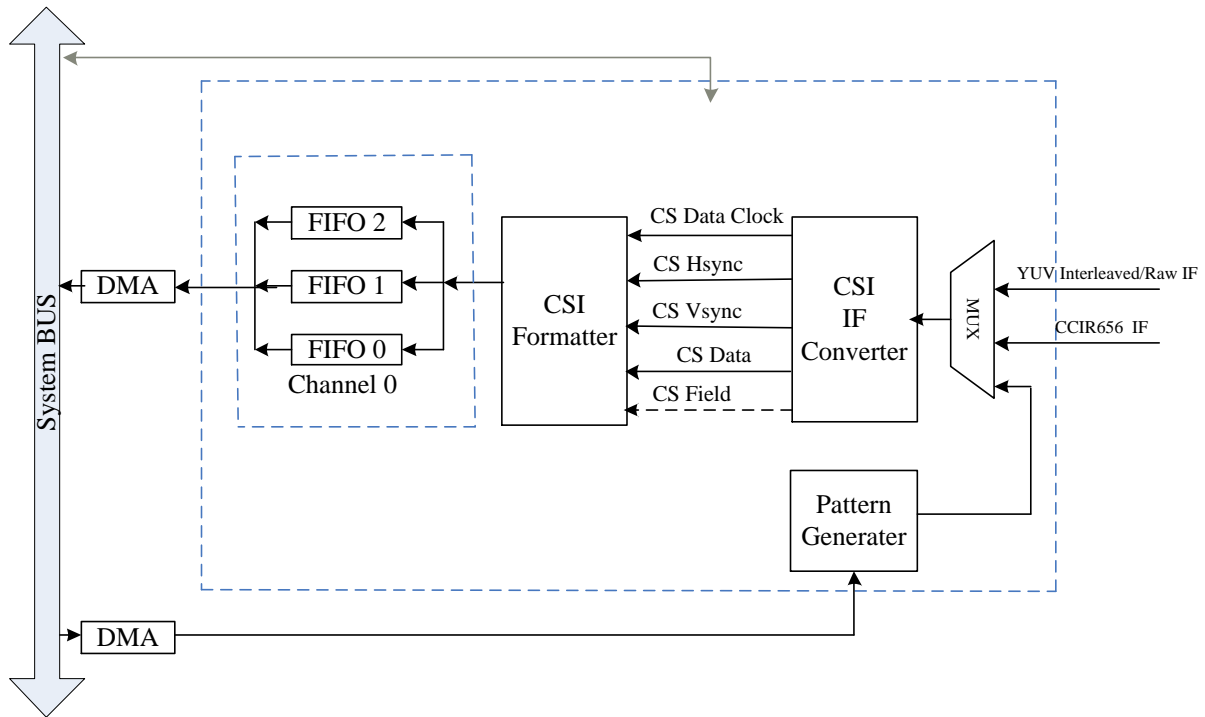 System BUS
DMA
FIFO 2
FIFO 1
FIFO 0
Channel 0
CSI
Formatter
CS Data Clock
CS Hsync
CS Vsync
CS Data
CS Field
CSI
IF
Converter
MUX
YUV Interleaved/Raw IF
CCIR656 IF
Pattern
Generater
DMA